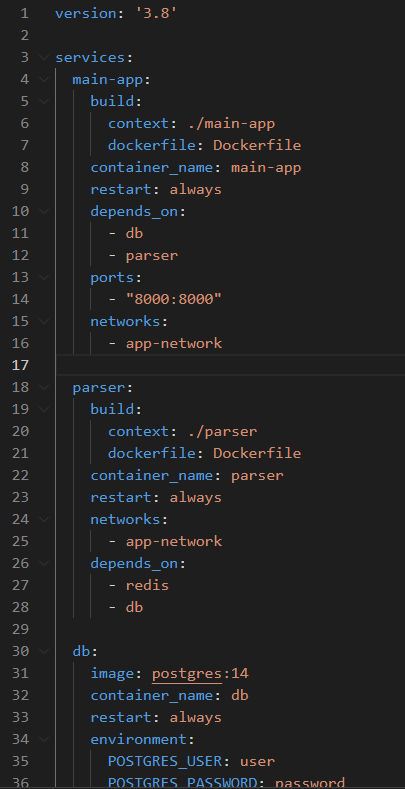 1 version: '3.8'
2
3 services:
4   main-app:
5     build:
6       context: ./main-app
7       dockerfile: Dockerfile
8     container_name: main-app
9     restart: always
10     depends_on:
11       - db
12       - parser
13     ports:
14       - "8000:8000"
15     networks:
16       - app-network
17
18   parser:
19     build:
20       context: ./parser
21       dockerfile: Dockerfile
22     container_name: parser
23     restart: always
24     networks:
25       - app-network
26     depends_on:
27       - redis
28       - db
29
30   db:
31     image: postgres:14
32     container_name: db
33     restart: always
34     environment:
35       POSTGRES_USER: user
36       POSTGRES_PASSWORD: password